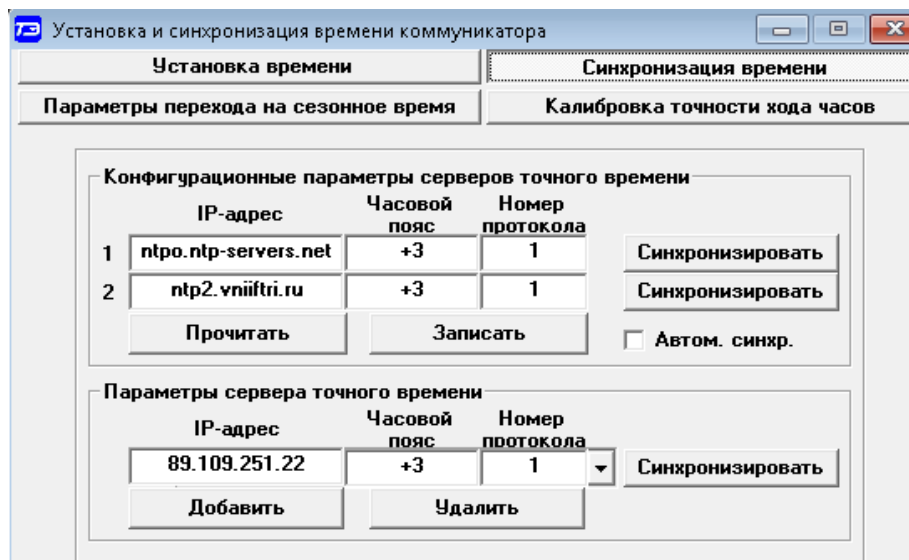 ТЭ Установка и синхронизация времени коммуникатора
Установка времени Синхронизация времени
Параметры перехода на сезонное время Калибровка точности хода часов
Конфигурационные параметры серверов точного времени
IP-адрес Часовой пояс Номер протокола
1 ntpo.ntp-servers.net +3 1 Синхронизировать
2 ntp2.vniiftri.ru +3 1 Синхронизировать
Прочитать Записать Автом. синхр.
Параметры сервера точного времени
IP-адрес Часовой пояс Номер протокола
89.109.251.22 +3 1 Синхронизировать
Добавить Удалить